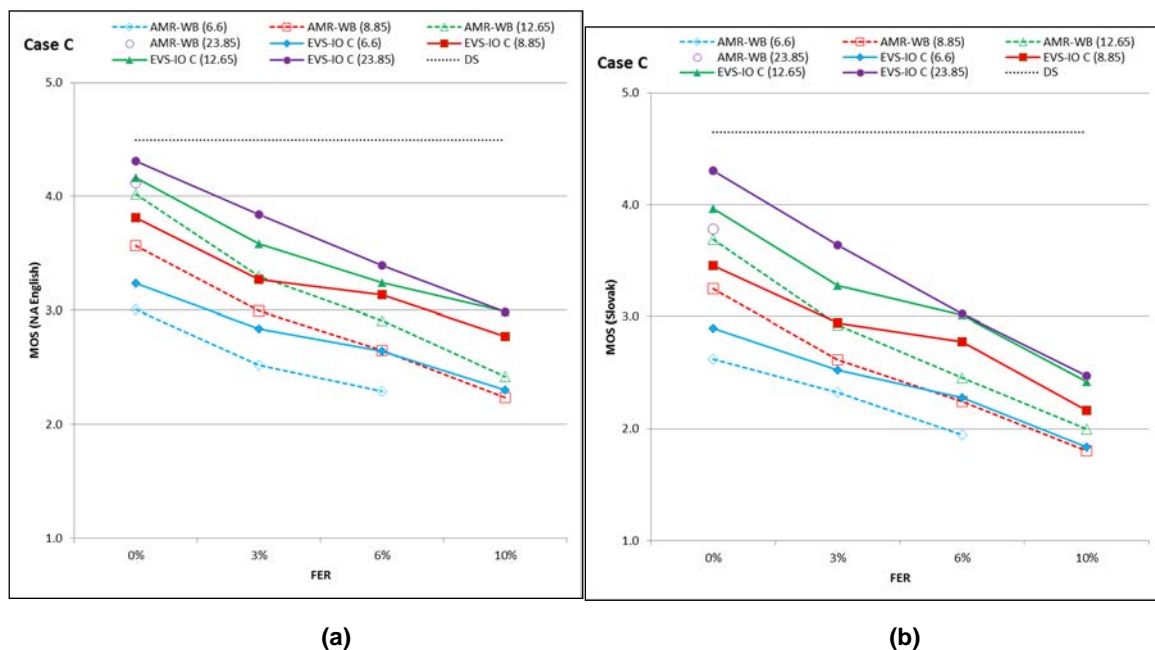 Case C
AMR-WB (6.6) AMR-WB (8.85) AMR-WB (12.65)
AMR-WB (23.85) EVS-IO C (6.6) EVS-IO C (8.85)
EVS-IO C (12.65) EVS-IO C (23.85) DS
5.0
4.0
3.0
2.0
1.0
MOS (NA English)
0% 3% 6% 10%
FER
(a)
Case C
AMR-WB (6.6) AMR-WB (8.85) AMR-WB (12.65)
AMR-WB (23.85) EVS-IO C (6.6) EVS-IO C (8.85)
EVS-IO C (12.65) EVS-IO C (23.85) DS
5.0
4.0
3.0
2.0
1.0
MOS (Slovak)
0% 3% 6% 10%
FER
(b)